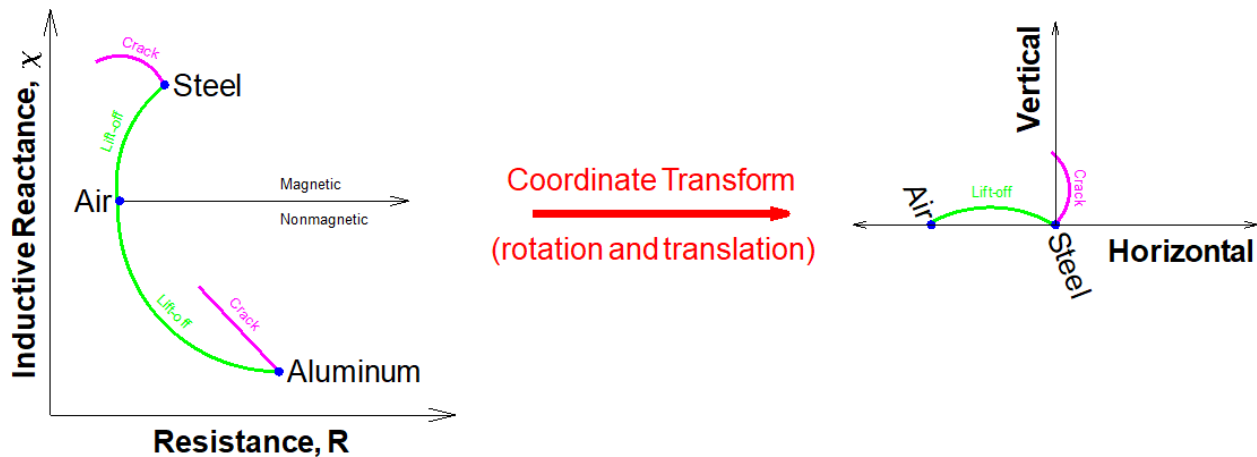 Inductive Reactance, χ
Crack
Steel
Lift-off
Air
Magnetic
Nonmagnetic
Lift-off
Crack
Aluminum
Resistance, R
Coordinate Transform
(rotation and translation)
Vertical
Crack
Lift-off
Air
Steel
Horizontal